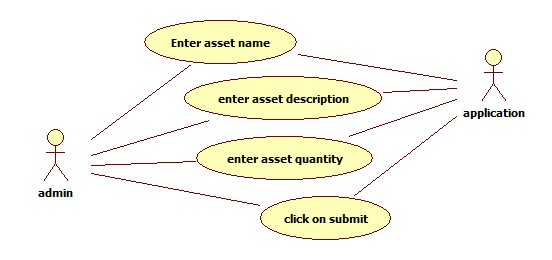 Enter asset name
enter asset description
application
enter asset quantity
admin
click on submit